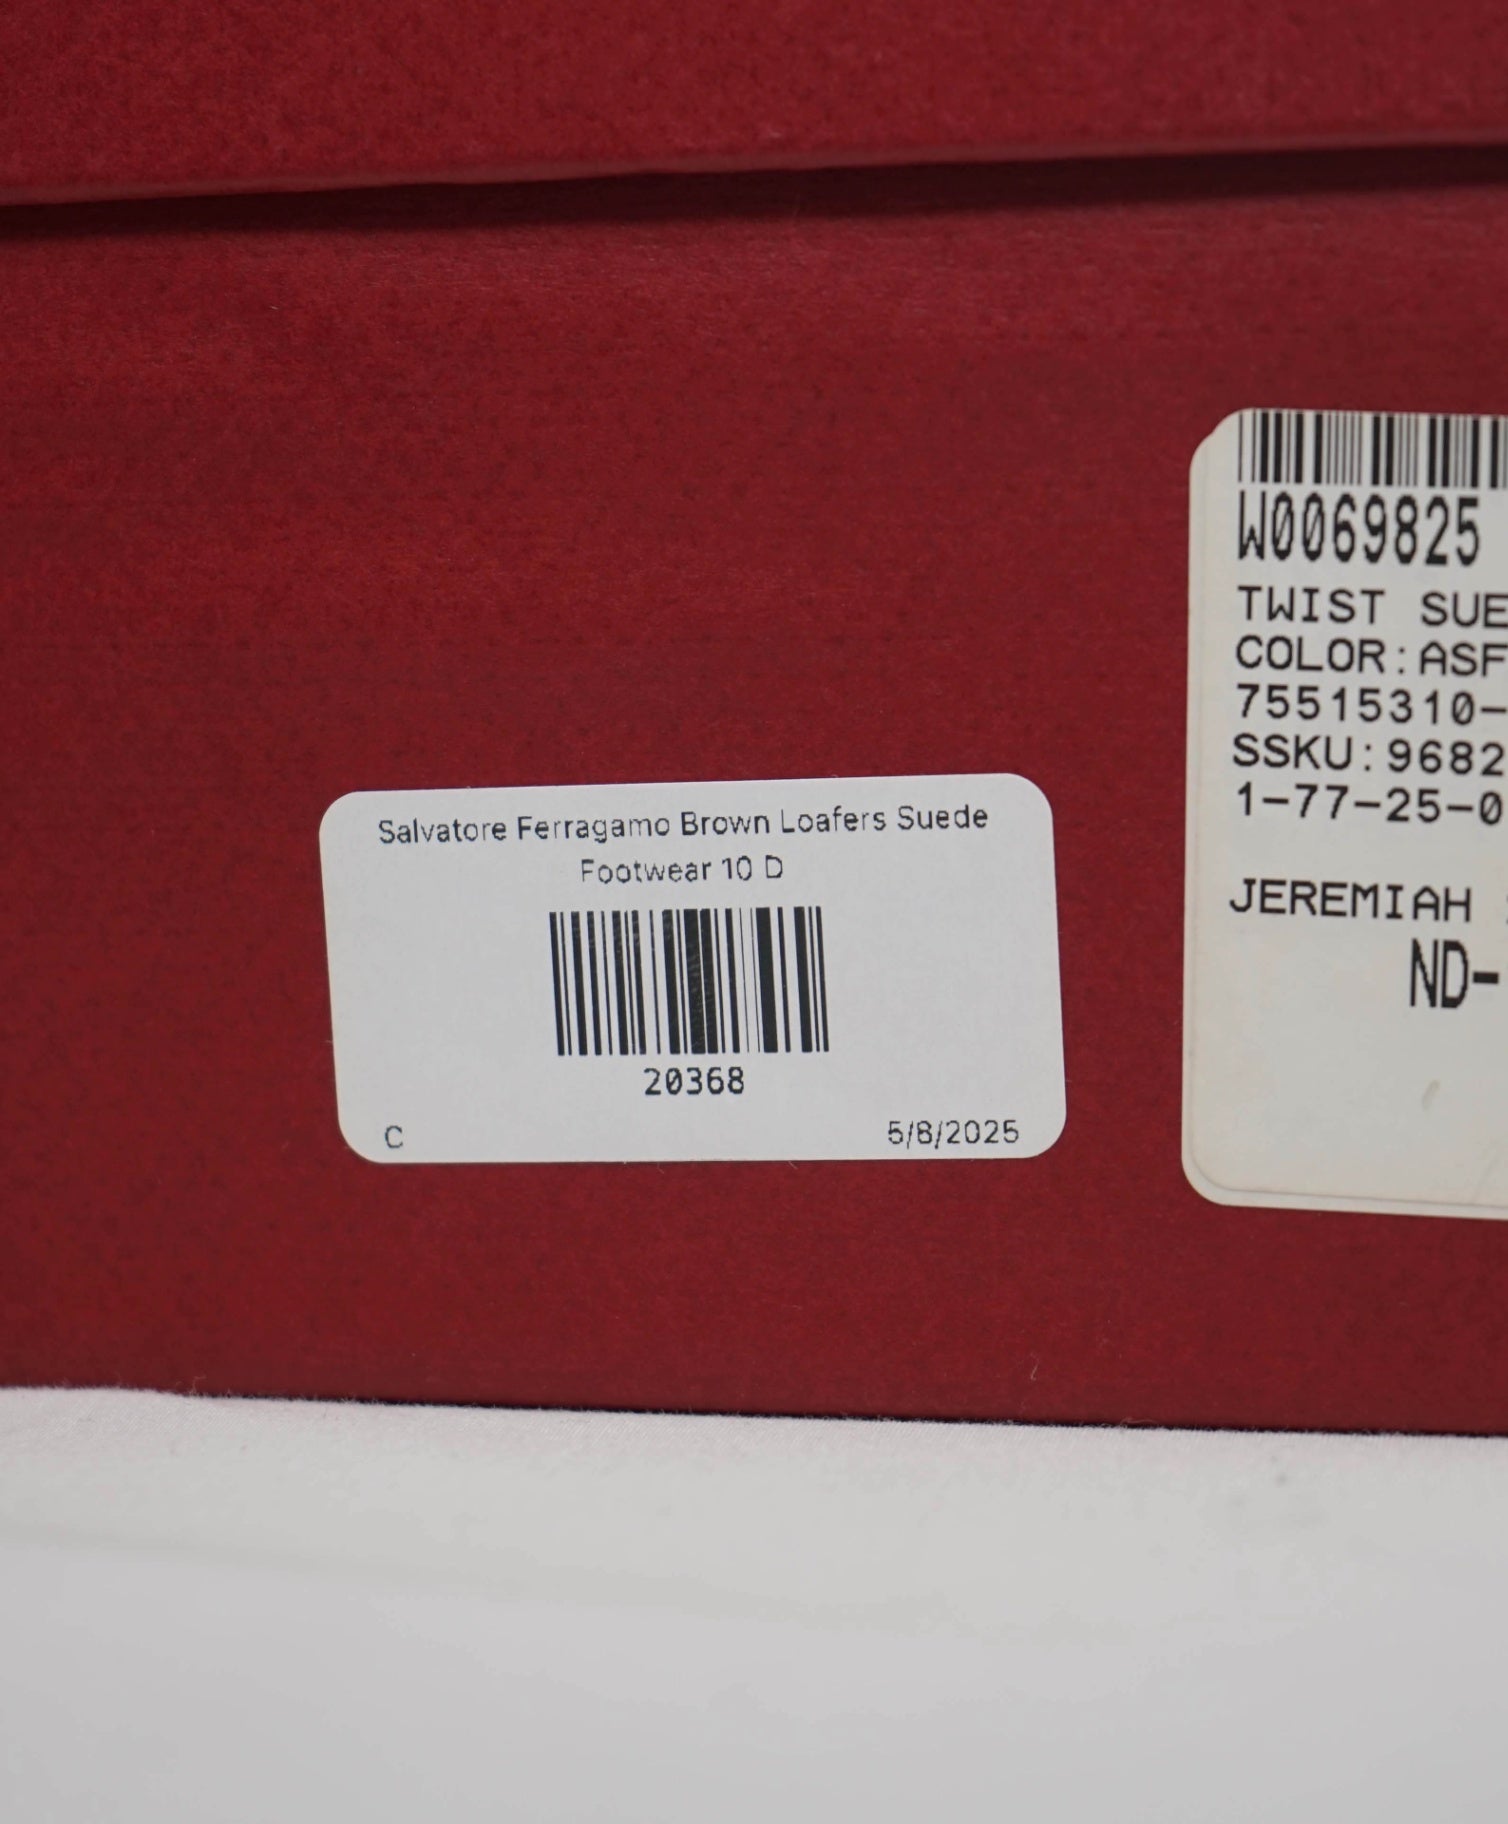 Salvatore Ferragamo Brown Loafers Suede
Footwear 10 D
20368
C
5/8/2025
W0069825
TWIST SUE
COLOR:ASF
75515310-
SSKU:9682
1-77-25-0
JEREMIAH
ND-